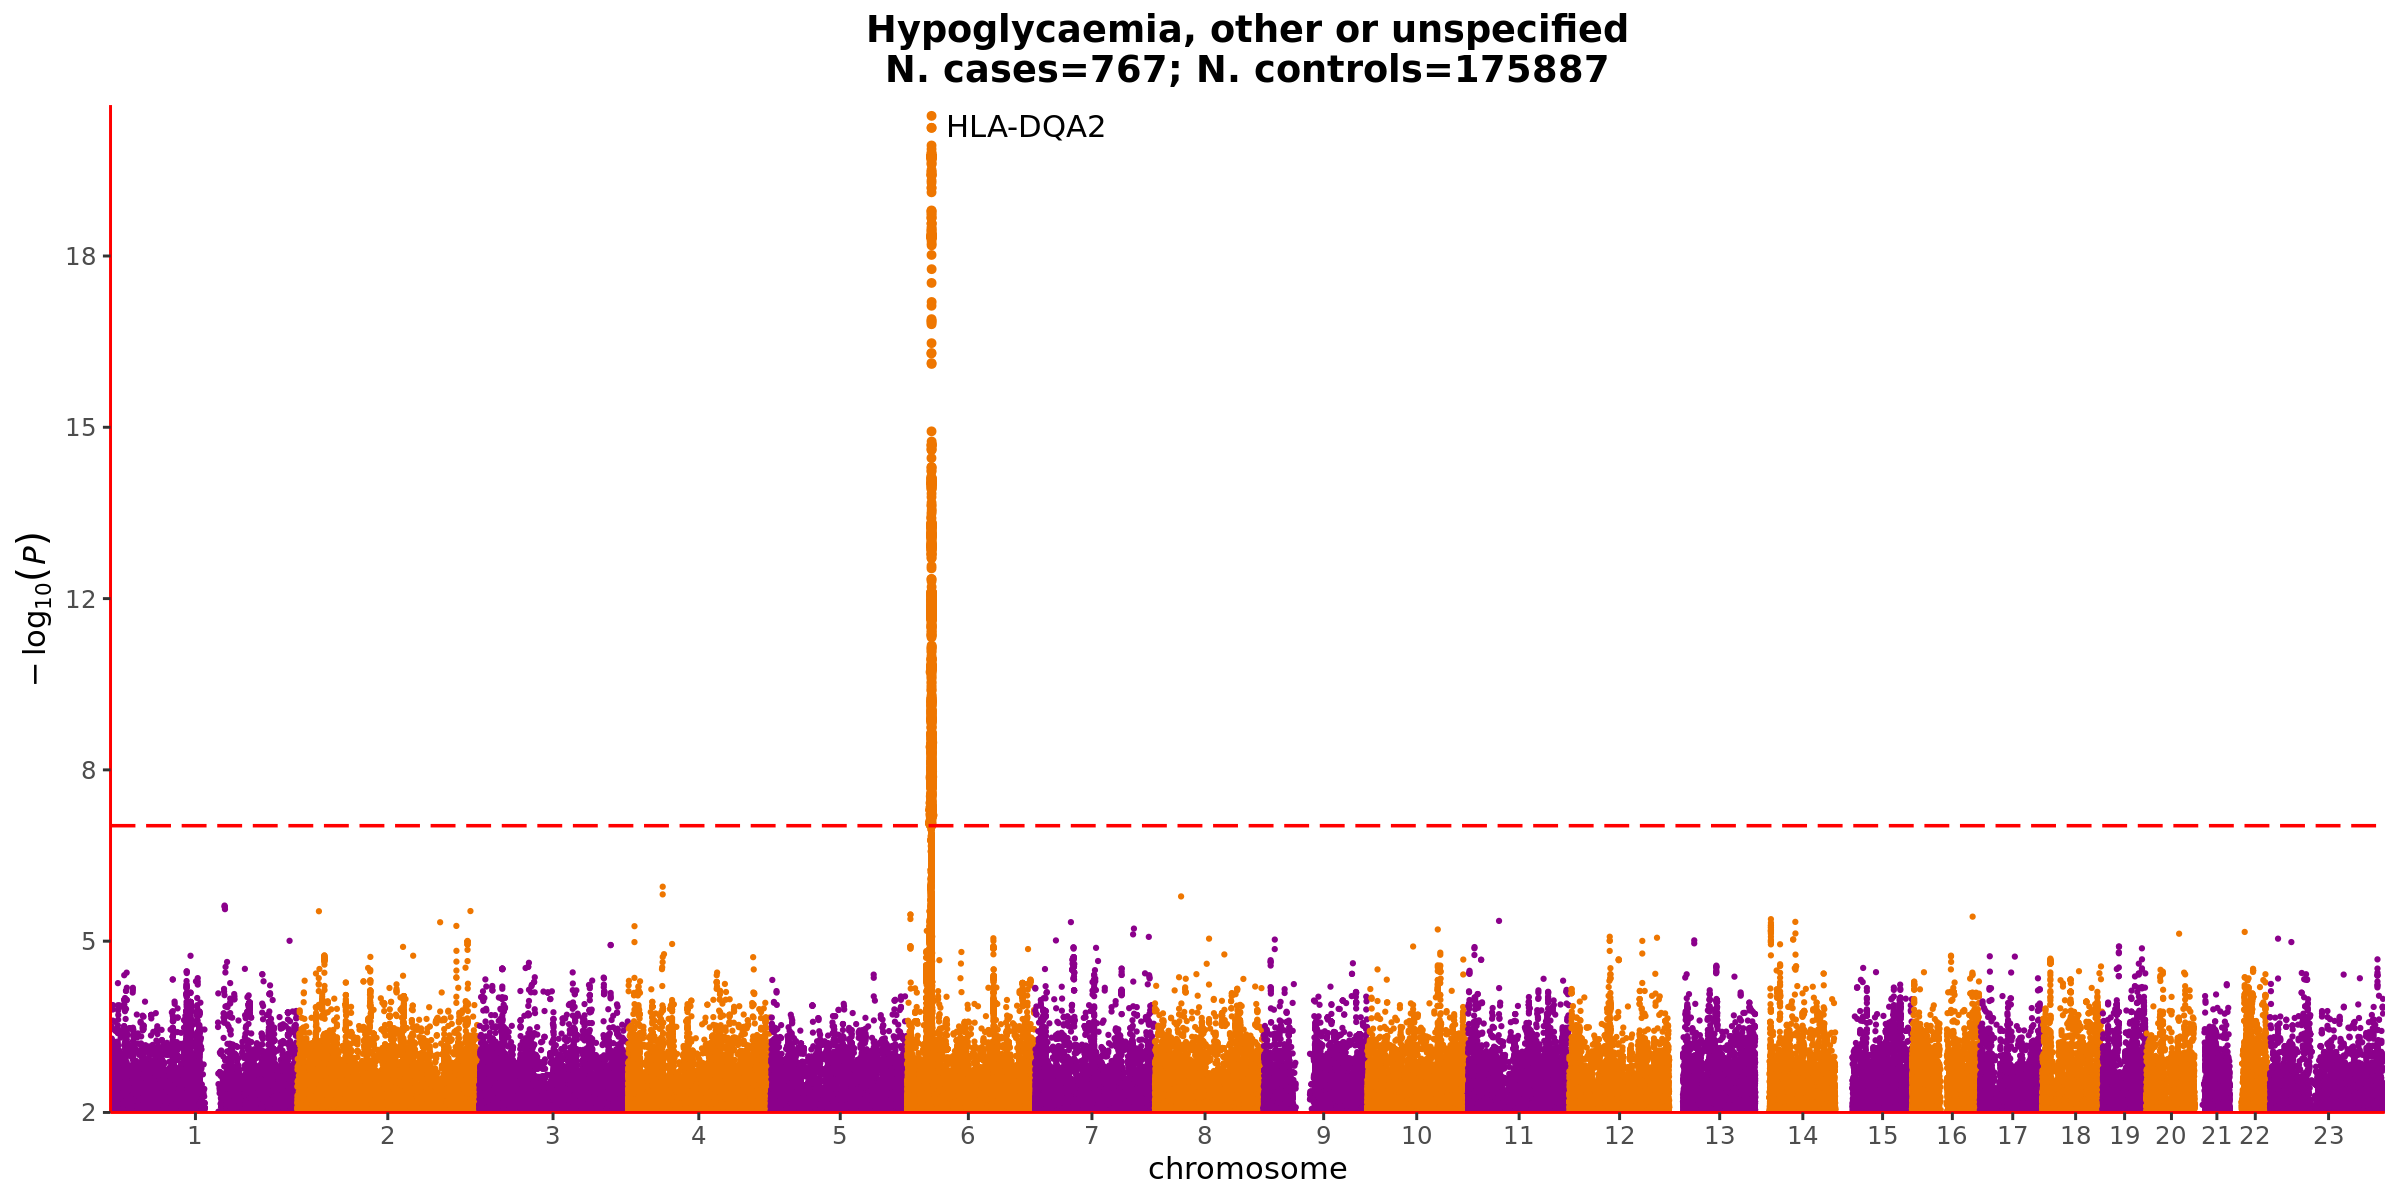 Hypoglycaemia, other or unspecified
N. cases=767; N. controls=175887
HLA-DQA2
18
15
12
8
5
2
− log10(P)
1 2 3 4 5 6 7 8 9 10 11 12 13 14 15 16 17 18 19 20 21 22 23
chromosome